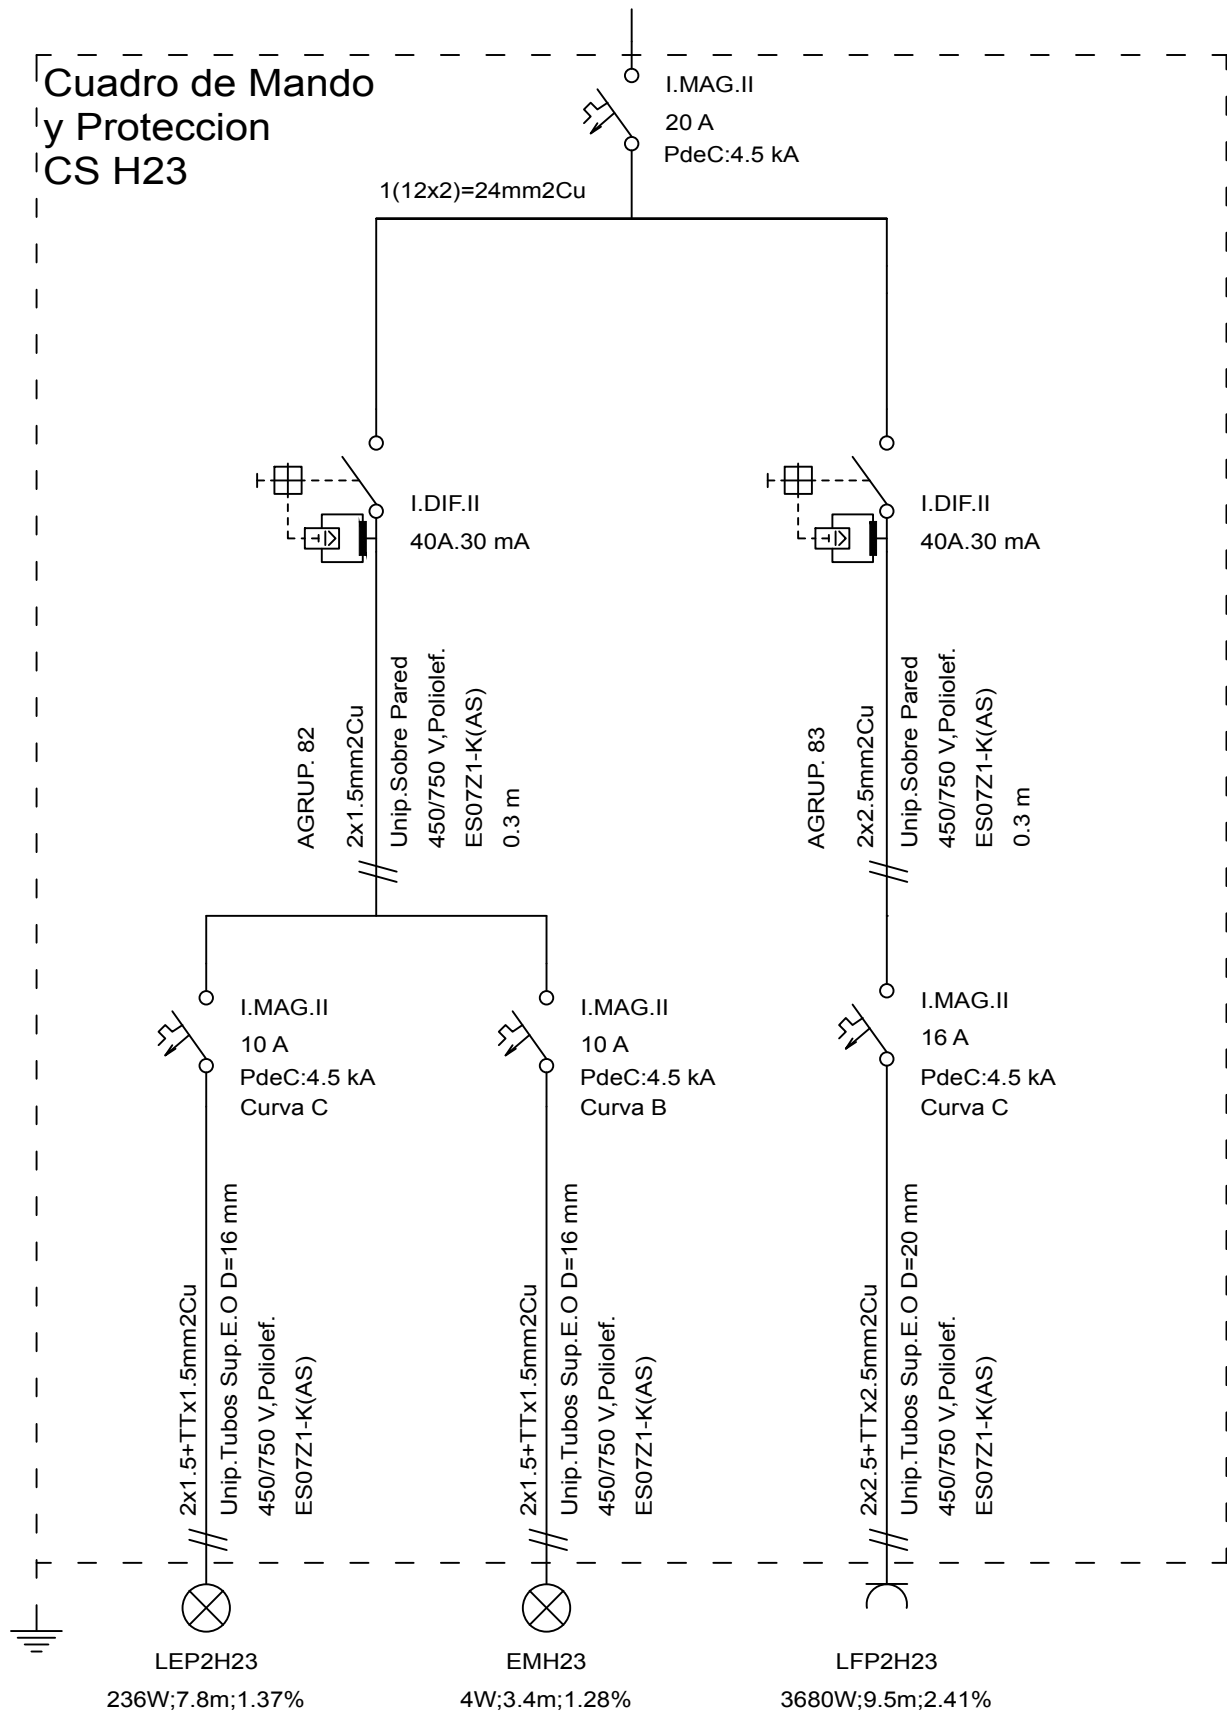 Cuadro de Mando
y Proteccion
CS H23
I.MAG.II
20 A
PdeC:4.5 kA
1(12x2)=24mm2Cu
I.DIF.II
40A.30 mA
I.DIF.II
40A.30 mA
AGRUP. 82
2x1.5mm2Cu
Unip.Sobre Pared
450/750 V,Poliolef.
ES07Z1-K(AS)
0.3 m
AGRUP. 83
2x2.5mm2Cu
Unip.Sobre Pared
450/750 V,Poliolef.
ES07Z1-K(AS)
0.3 m
I.MAG.II
10 A
PdeC:4.5 kA
Curva C
I.MAG.II
10 A
PdeC:4.5 kA
Curva B
I.MAG.II
16 A
PdeC:4.5 kA
Curva C
2x1.5+TTx1.5mm2Cu
Unip.Tubos Sup.E.O D=16 mm
450/750 V,Poliolef.
ES07Z1-K(AS)
2x1.5+TTx1.5mm2Cu
Unip.Tubos Sup.E.O D=16 mm
450/750 V,Poliolef.
ES07Z1-K(AS)
2x2.5+TTx2.5mm2Cu
Unip.Tubos Sup.E.O D=20 mm
450/750 V,Poliolef.
ES07Z1-K(AS)
LEP2H23
236W;7.8m;1.37%
EMH23
4W;3.4m;1.28%
LFP2H23
3680W;9.5m;2.41%